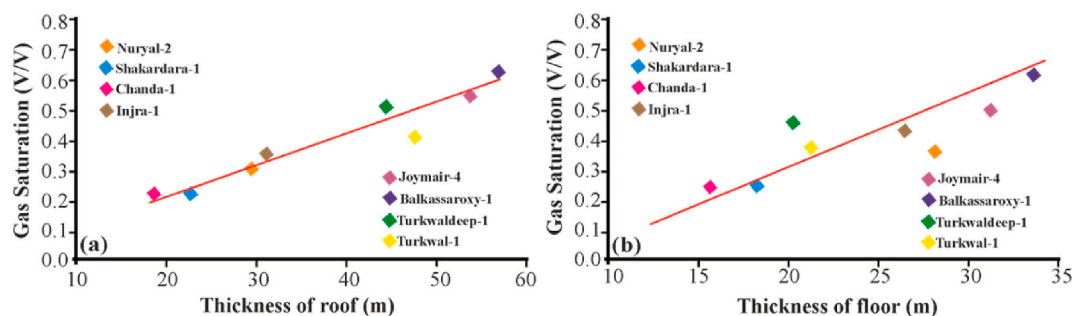 0.8
0.7
0.6
0.5
0.4
0.3
0.2
0.1
0.0
Gas Saturation (V/V)
Nuryal-2
Shakardara-1
Chanda-1
Injra-1
Joymair-4
Balkassaroxy-1
Turkwaldeep-1
Turkwal-1
(a)
10 20 30 40 50 60
Thickness of roof (m)
0.8
0.7
0.6
0.5
0.4
0.3
0.2
0.1
0.0
Gas Saturation (V/V)
Nuryal-2
Shakardara-1
Chanda-1
Injra-1
Joymair-4
Balkassaroxy-1
Turkwaldeep-1
Turkwal-1
(b)
10 15 20 25 30 35
Thickness of floor (m)